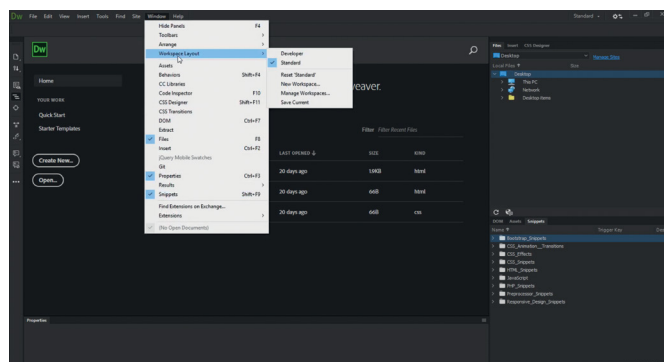 Dw File Edit View Insert Tools Find Site Window Help
Standard
Dw
Home
YOUR WORK
Quick Start
Starter Templates
Create New...
Open...
Hide Panels F4
Toolbars
Arrange
Workspace Layout
Assets
Behaviors Shift+F4
CC Libraries
Code Inspector F10
CSS Designer Shift+F11
CSS Transitions
DOM Ctrl+F7
Extract
Files F8
Insert Ctrl+F2
jQuery Mobile Swatches
Git
Properties Ctrl+F3
Results
Snippets Shift+F9
Find Extensions on Exchange...
Extensions
(No Open Documents)
Developer
Standard
Reset 'Standard'
New Workspace...
Manage Workspaces...
Save Current
weaver.
Filter Filter Recent Files
LAST OPENED SIZE KIND
20 days ago 1.8KB html
20 days ago 66B html
20 days ago 66B css
Files Insert CSS Designer
Desktop Manage Sites
Local Files Size
Desktop
This PC
Network
Desktop items
DOM Assets Snippets
Name Trigger Key
Bootstrap_Snippets
CSS_Animation_Transitions
CSS_Effects
CSS_Snippets
HTML_Snippets
JavaScript
PHP_Snippets
Preprocessor_Snippets
Responsive_Design_Snippets
Properties